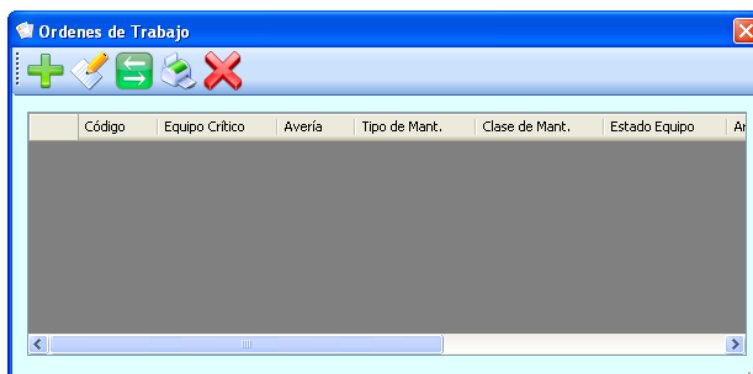 Ordenes de Trabajo
Código Equipo Crítico Avería Tipo de Mant. Clase de Mant. Estado Equipo